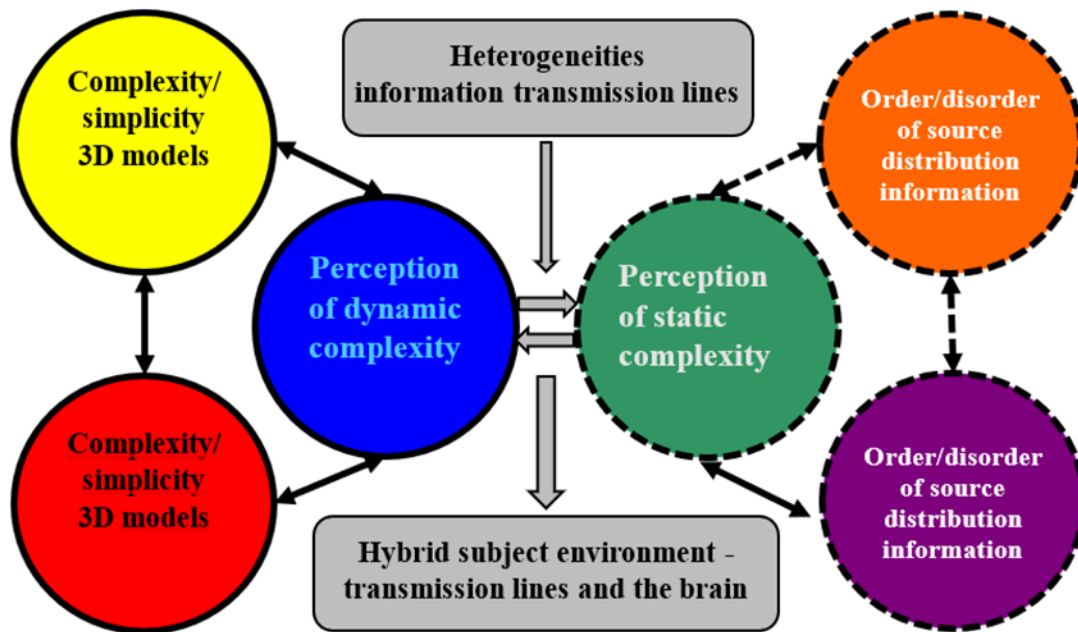 Complexity/
simplicity
3D models
Heterogeneities
information transmission lines
Order/disorder
of source
distribution
information
Perception
of dynamic
complexity
Perception
of static
complexity
Complexity/
simplicity
3D models
Hybrid subject environment -
transmission lines and the brain
Order/disorder
of source
distribution
information